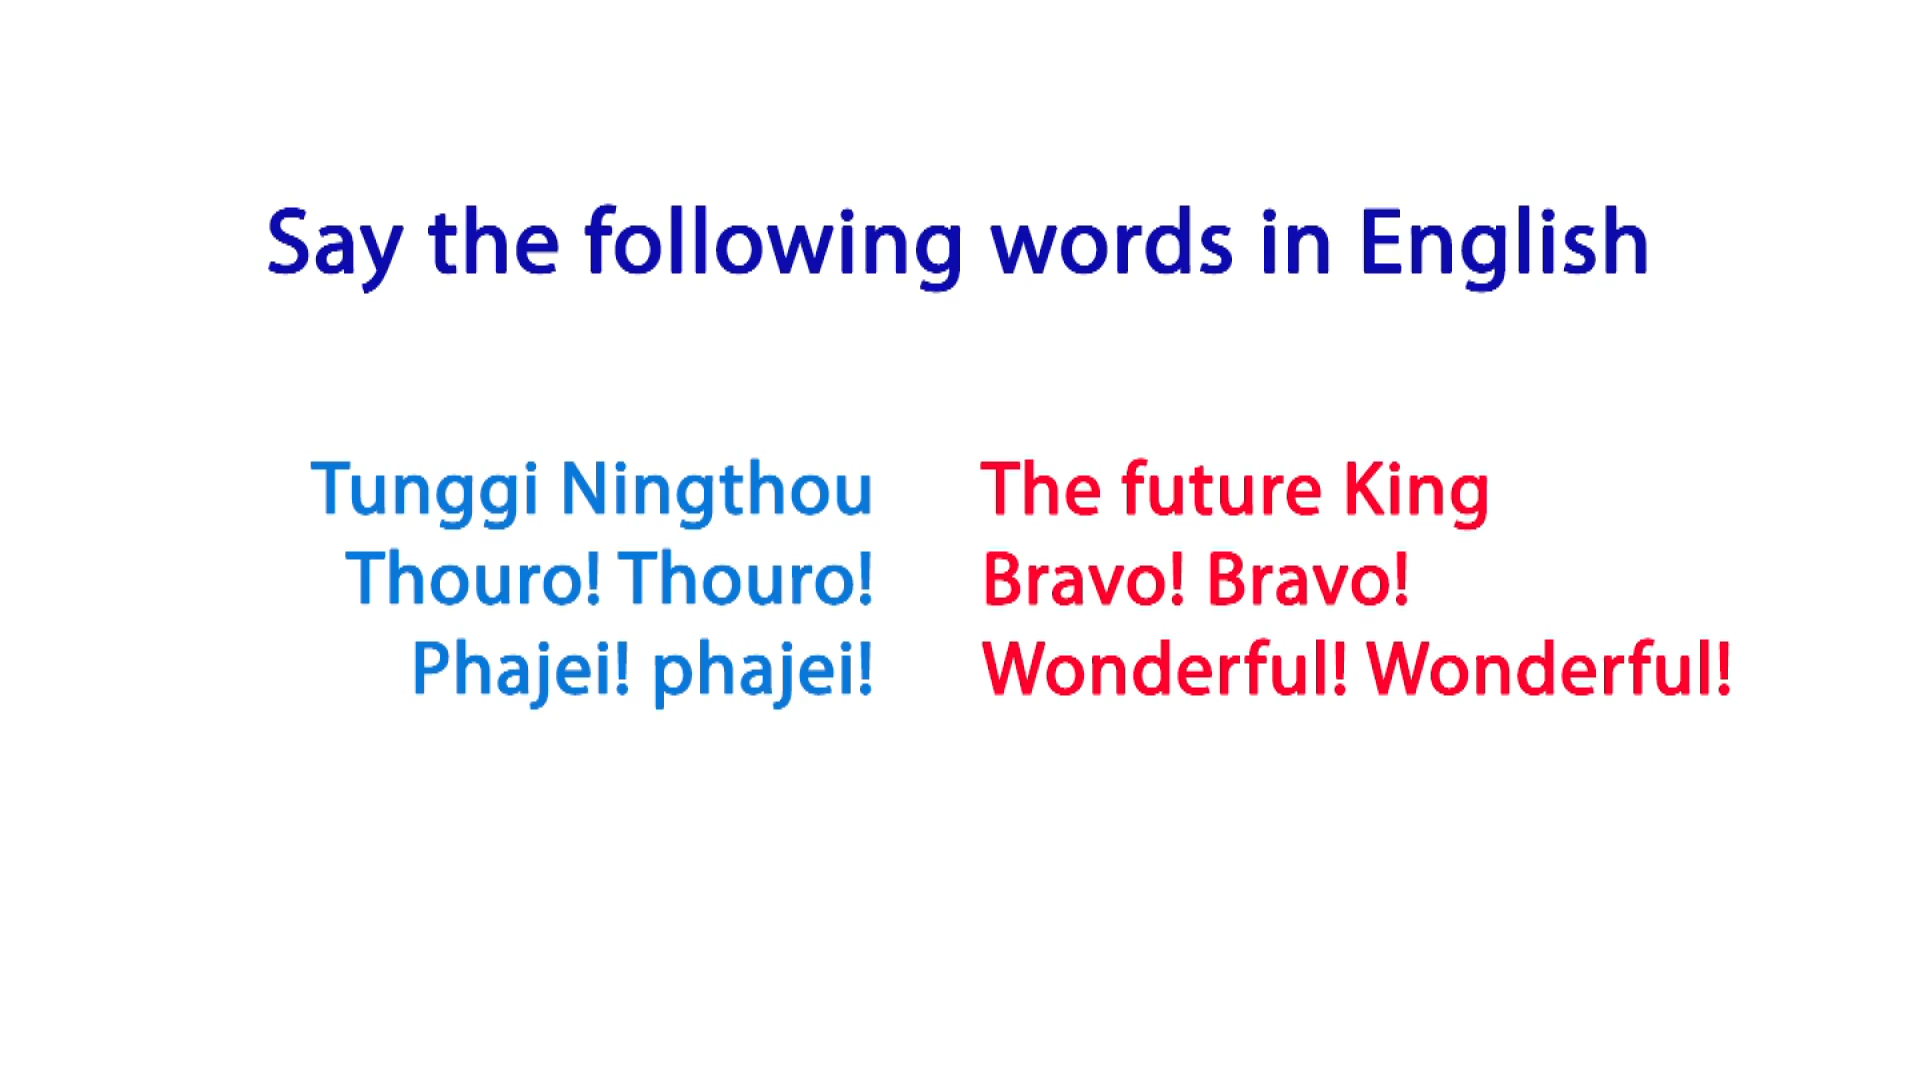 Say the following words in English
Tunggi Ningthou The future King
Thouro! Thouro! Bravo! Bravo!
Phajei! phajei! Wonderful! Wonderful!